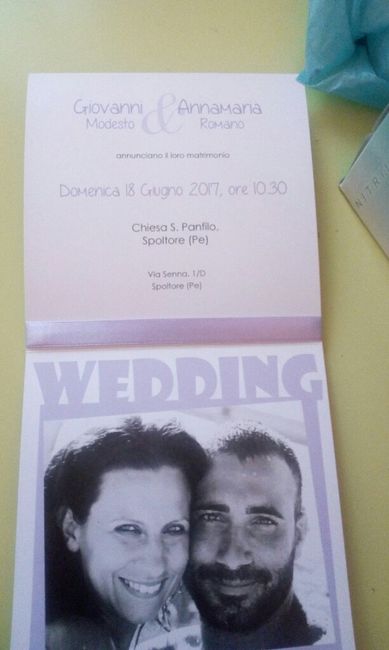 Giovanni & Annamaria
Modesto Romano
annunciano il loro matrimonio
Domenica 18 Giugno 2017, ore 10.30
Chiesa S. Panfilo,
Spoltore (Pe)
Via Senna, 1/D
Spoltore (Pe)
WEDDING